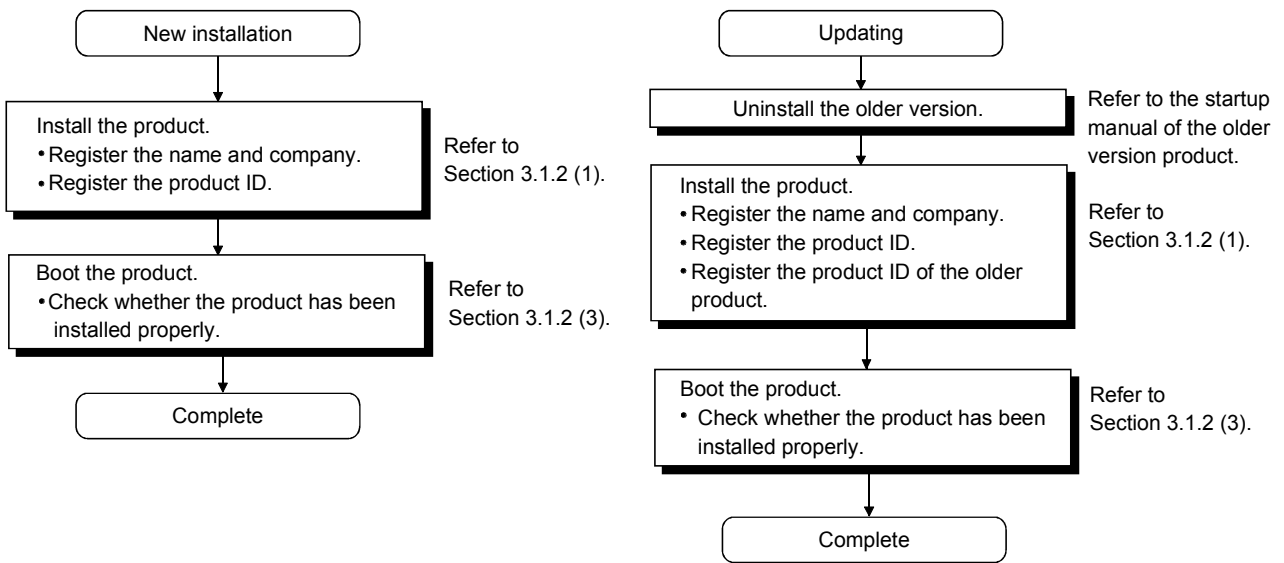 New installation
Install the product.
• Register the name and company.
• Register the product ID.
Refer to
Section 3.1.2 (1).
Boot the product.
• Check whether the product has been
installed properly.
Refer to
Section 3.1.2 (3).
Complete
Updating
Uninstall the older version.
Refer to the startup
manual of the older
version product.
Install the product.
• Register the name and company.
• Register the product ID.
• Register the product ID of the older
product.
Refer to
Section 3.1.2 (1).
Boot the product.
• Check whether the product has been
installed properly.
Refer to
Section 3.1.2 (3).
Complete